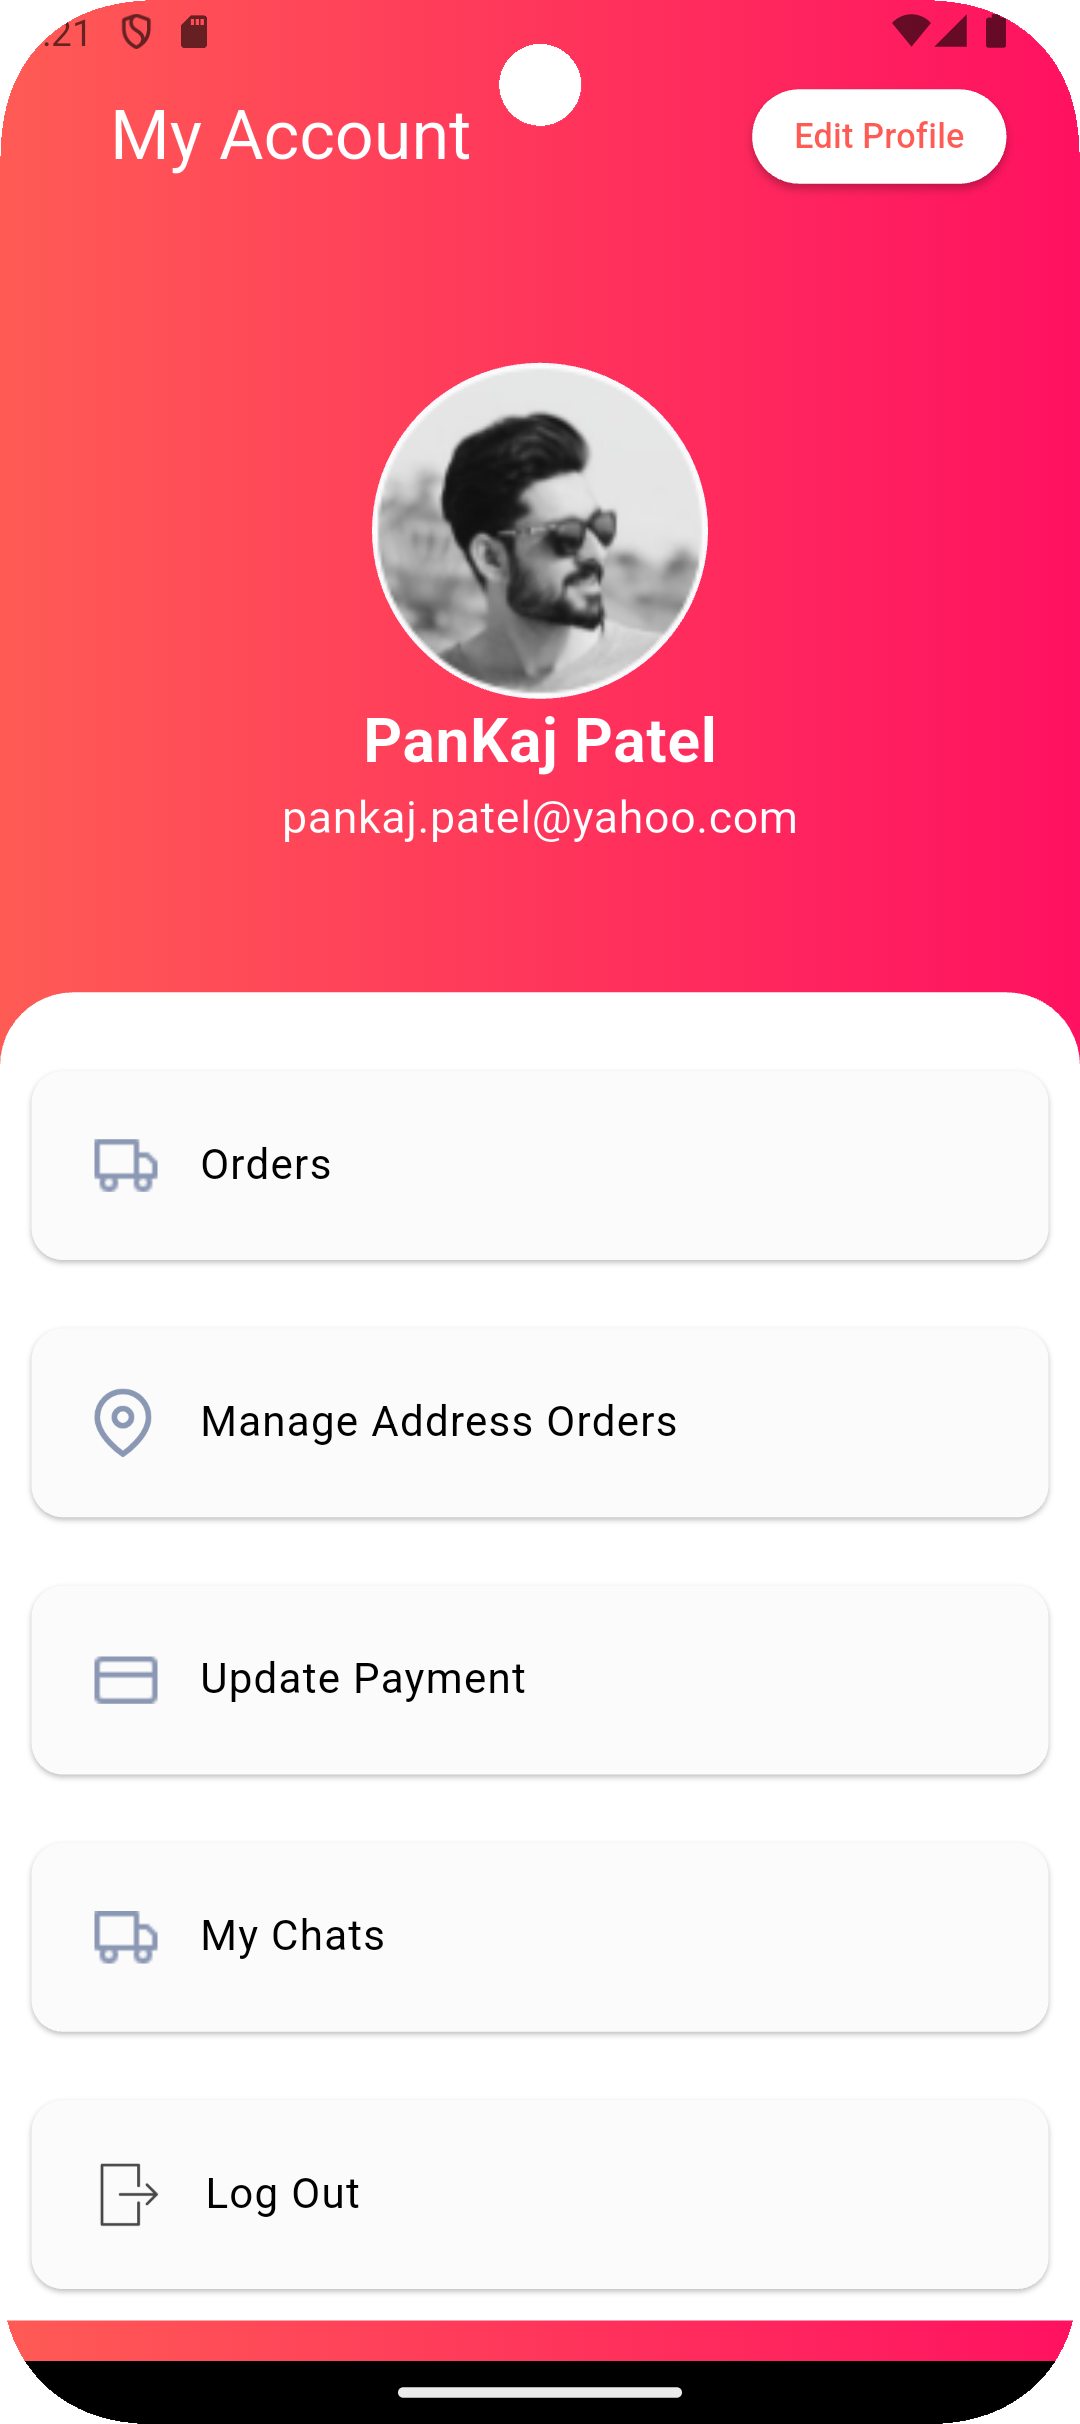 :21
My Account
Edit Profile
PanKaj Patel
pankaj.patel@yahoo.com
Orders
Manage Address Orders
Update Payment
My Chats
Log Out